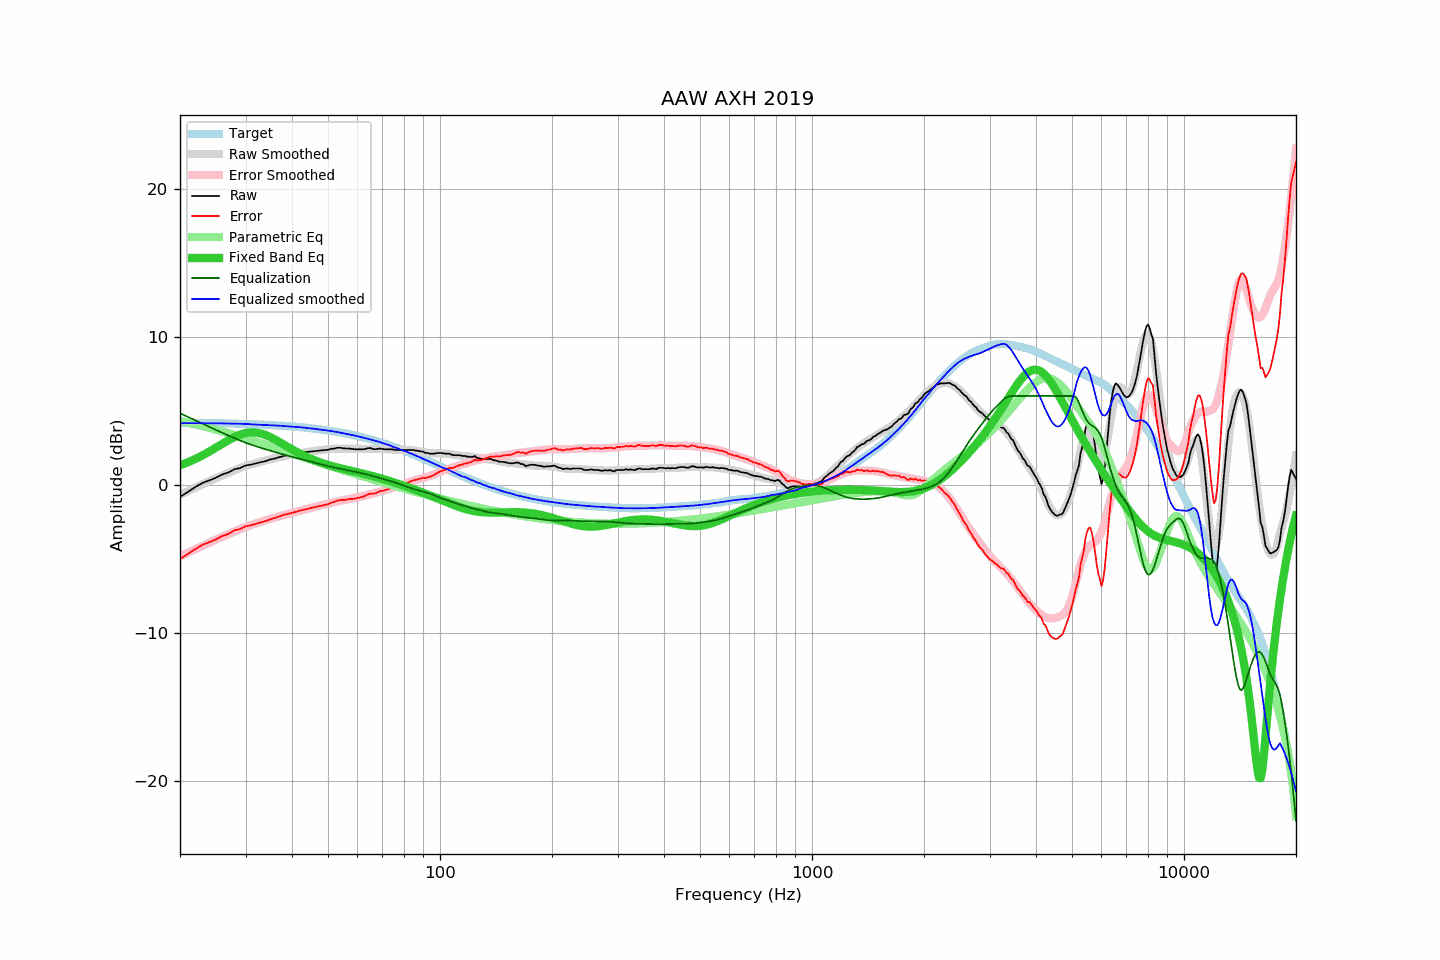 AAW AXH 2019
Target
Raw Smoothed
Error Smoothed
Raw
Error
Parametric Eq
Fixed Band Eq
Equalization
Equalized smoothed
20
10
0
−10
−20
Amplitude (dBr)
100
1000
10000
Frequency (Hz)